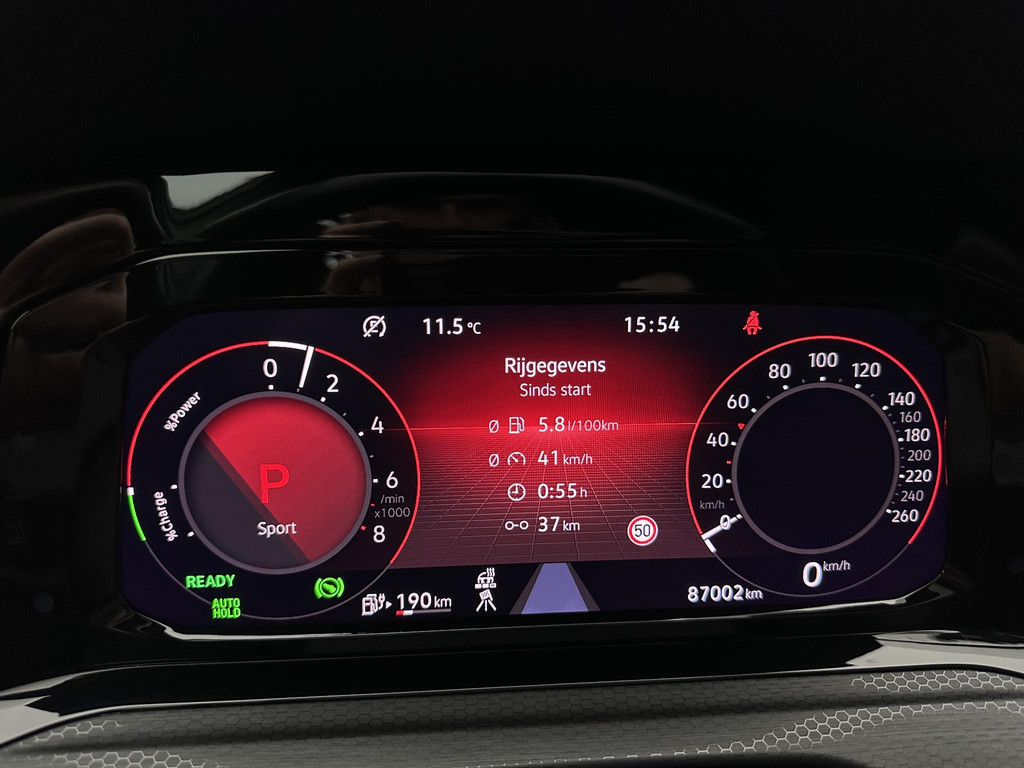 11.5 °C
15:54
Rijgegevens
Sinds start
Ø 5.8 l/100km
Ø 41 km/h
0:55 h
37 km
50
%Power
%Charge
0
2
4
6
8
/min
x1000
P
Sport
READY
AUTO
HOLD
190 km
0
20
40
60
80
100
120
140
160
180
200
220
240
260
km/h
0 km/h
87002 km